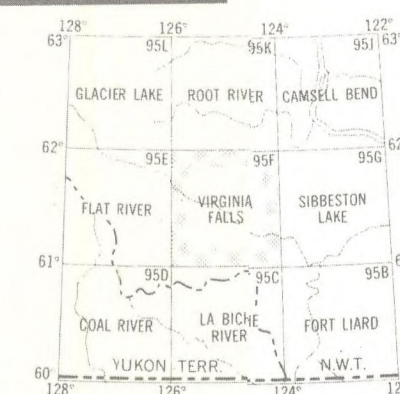 128° 126° 124° 122°
63° 95L 95K 95J 63°
GLACIER LAKE ROOT RIVER CAMSELL BEND
62° 62°
95E 95F 95G
FLAT RIVER VIRGINIA FALLS SIBBESTON LAKE
61°
95D 95C 95B
COAL RIVER LA BICHE RIVER FORT LIARD
YUKON TERR. N.W.T.
60°
128° 126° 124°